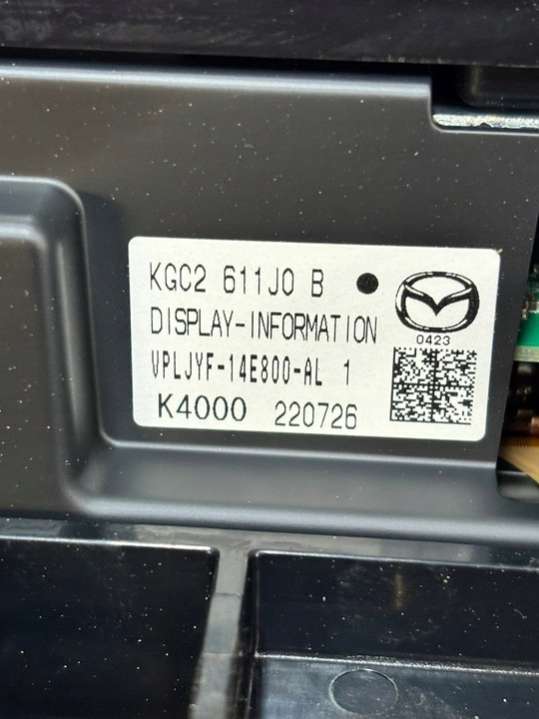 KGC2 611J0 B
DISPLAY-INFORMATION
0423
VPLJYF-14E800-AL 1
K4000 220726